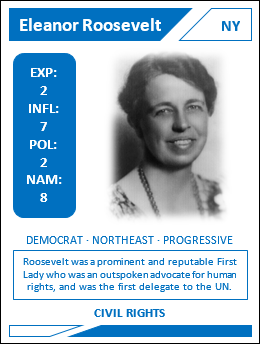 Eleanor Roosevelt
NY
EXP:
2
INFL:
7
POL:
2
NAM:
8
DEMOCRAT · NORTHEAST · PROGRESSIVE
Roosevelt was a prominent and reputable First
Lady who was an outspoken advocate for human
rights, and was the first delegate to the UN.
CIVIL RIGHTS